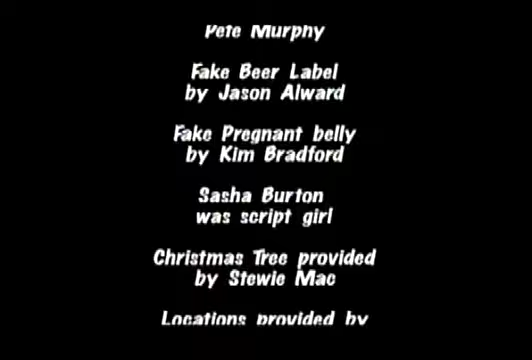 Pete Murphy
Fake Beer Label
by Jason Alward
Fake Pregnant belly
by Kim Bradford
Sasha Burton
was script girl
Christmas Tree provided
by Stewie Mac
Locations provided by